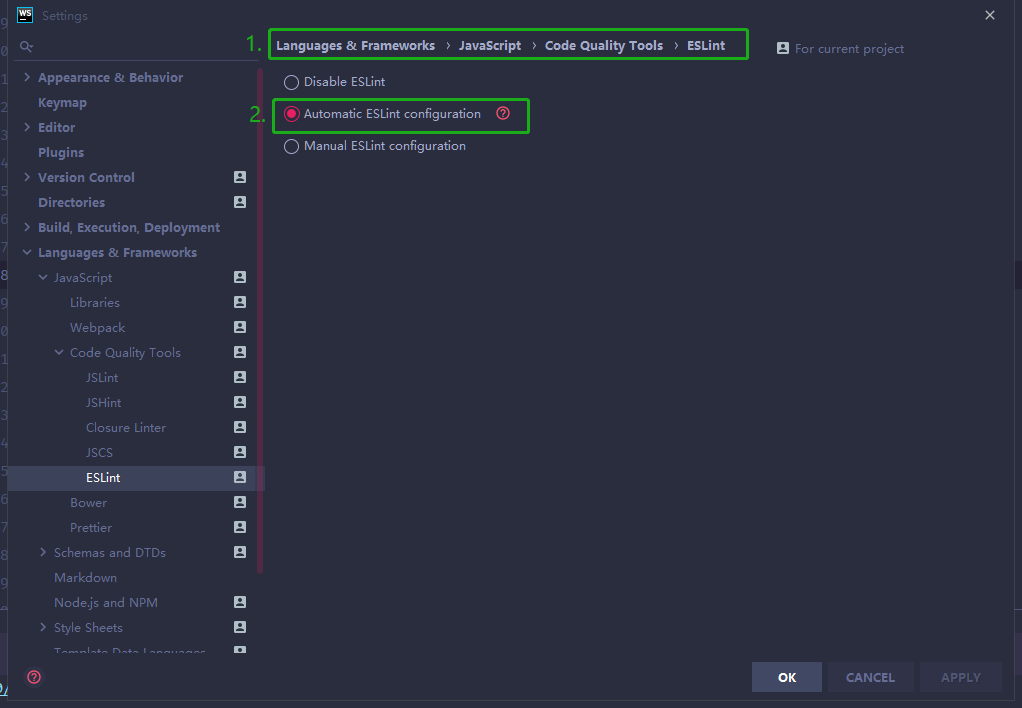 WS Settings
1. Languages & Frameworks › JavaScript › Code Quality Tools › ESLint
For current project
Disable ESLint
2. Automatic ESLint configuration ?
Manual ESLint configuration
Appearance & Behavior
Keymap
Editor
Plugins
Version Control
Directories
Build, Execution, Deployment
Languages & Frameworks
JavaScript
Libraries
Webpack
Code Quality Tools
JSLint
JSHint
Closure Linter
JSCS
ESLint
Bower
Prettier
Schemas and DTDs
Markdown
Node.js and NPM
Style Sheets
Template Data Languages
?
OK
CANCEL
APPLY